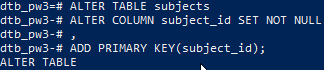 dtb_pw3=# ALTER TABLE subjects
dtb_pw3-# ALTER COLUMN subject_id SET NOT NULL
dtb_pw3-# ,
dtb_pw3-# ADD PRIMARY KEY(subject_id);
ALTER TABLE